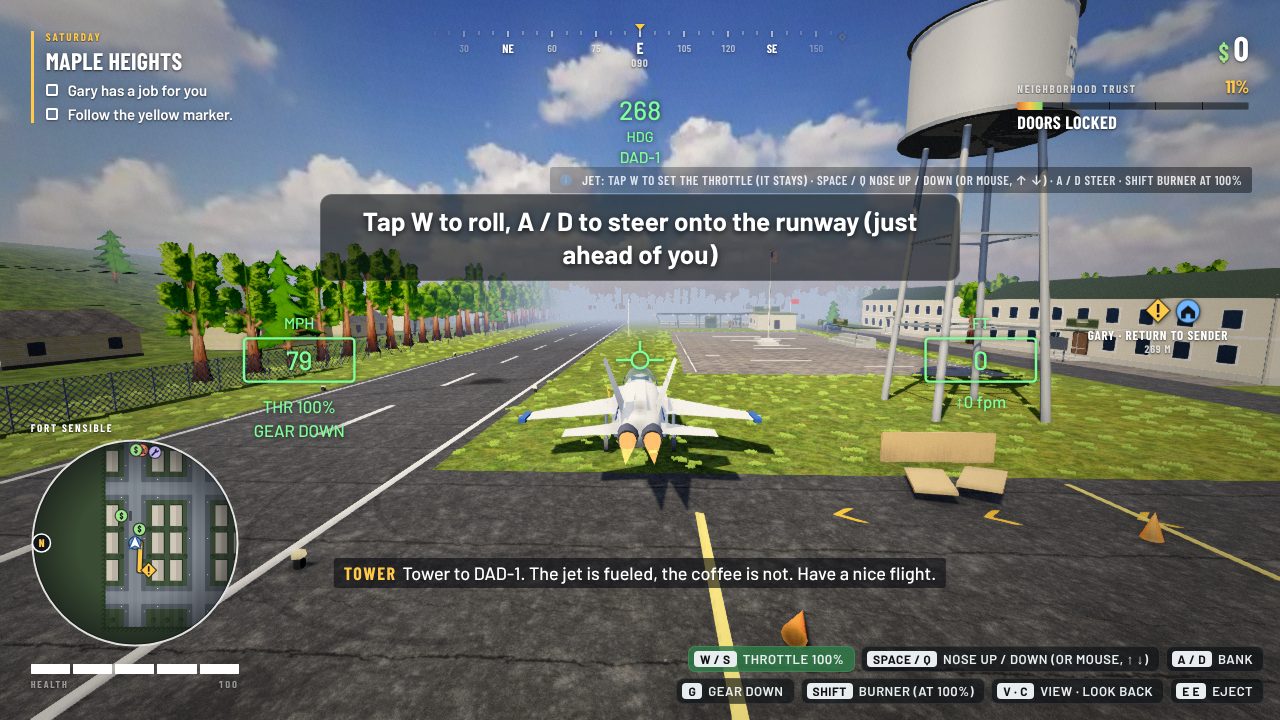 SATURDAY
MAPLE HEIGHTS
Gary has a job for you
Follow the yellow marker.
30 NE 60 75 E 105 120 SE 150
090
$0
NEIGHBORHOOD TRUST 11%
DOORS LOCKED
268
HDG
DAD-1
JET: TAP W TO SET THE THROTTLE (IT STAYS) · SPACE / Q NOSE UP / DOWN (OR MOUSE, ↑ ↓) · A / D STEER · SHIFT BURNER AT 100%
Tap W to roll, A / D to steer onto the runway (just
ahead of you)
MPH
79
THR 100%
GEAR DOWN
FT
0
↑0 fpm
GARY · RETURN TO SENDER
269 M
FORT SENSIBLE
N
TOWER Tower to DAD-1. The jet is fueled, the coffee is not. Have a nice flight.
HEALTH 100
W / S THROTTLE 100% SPACE / Q NOSE UP / DOWN (OR MOUSE, ↑ ↓) A / D BANK
G GEAR DOWN SHIFT BURNER (AT 100%) V · C VIEW · LOOK BACK E E EJECT